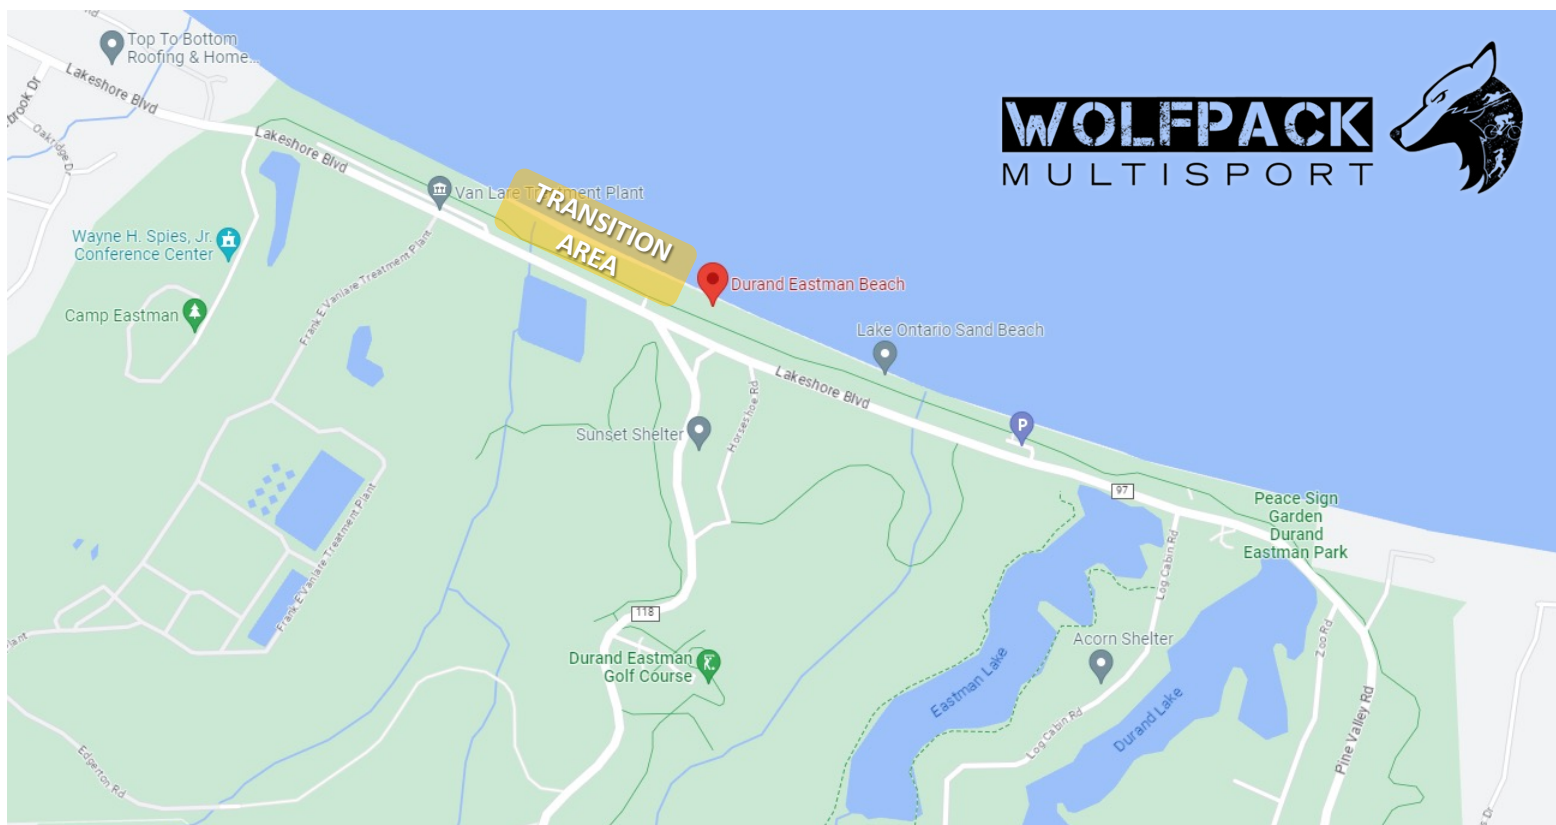 Top To Bottom
Roofing & Home...
Lakeshore Blvd
Oakridge Dr
Lakeshore Blvd
Van Lare Treatment Plant
TRANSITION
AREA
WOLFPACK
MULTISPORT
Wayne H. Spies, Jr.
Conference Center
Frank E Vanlare Treatment Plant
Camp Eastman
Durand Eastman Beach
Lake Ontario Sand Beach
Lakeshore Blvd
Horseshoe Rd
Sunset Shelter
P
97
Peace Sign
Garden
Durand
Eastman Park
Frank E Vanlare Treatment Plant
Log Cabin Rd
118
Zoo Rd
Acorn Shelter
Durand Eastman
Golf Course
Eastman Lake
Log Cabin Rd
Durand Lake
Pine Valley Rd
Edgerton Rd